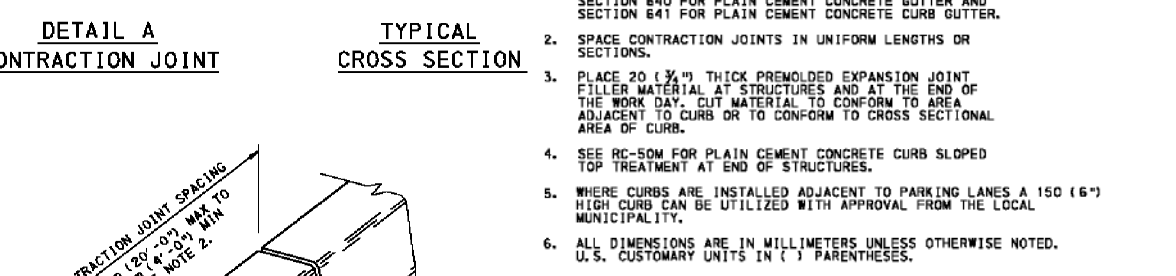 DETAIL A
CONTRACTION JOINT
TYPICAL
CROSS SECTION
SECTION 640 FOR PLAIN CEMENT CONCRETE GUTTER AND
SECTION 641 FOR PLAIN CEMENT CONCRETE CURB GUTTER.
2. SPACE CONTRACTION JOINTS IN UNIFORM LENGTHS OR
SECTIONS.
3. PLACE 20 (¾") THICK PREMOLDED EXPANSION JOINT
FILLER MATERIAL AT STRUCTURES AND AT THE END OF
THE WORK DAY. CUT MATERIAL TO CONFORM TO AREA
ADJACENT TO CURB OR TO CONFORM TO CROSS SECTIONAL
AREA OF CURB.
4. SEE RC-50M FOR PLAIN CEMENT CONCRETE CURB SLOPED
TOP TREATMENT AT END OF STRUCTURES.
5. WHERE CURBS ARE INSTALLED ADJACENT TO PARKING LANES A 150 (6")
HIGH CURB CAN BE UTILIZED WITH APPROVAL FROM THE LOCAL
MUNICIPALITY.
6. ALL DIMENSIONS ARE IN MILLIMETERS UNLESS OTHERWISE NOTED.
U.S. CUSTOMARY UNITS IN ( ) PARENTHESES.
TRACTION JOINT SPACING
(20'-0") MAX TO
(4'-0") MIN
NOTE 2.